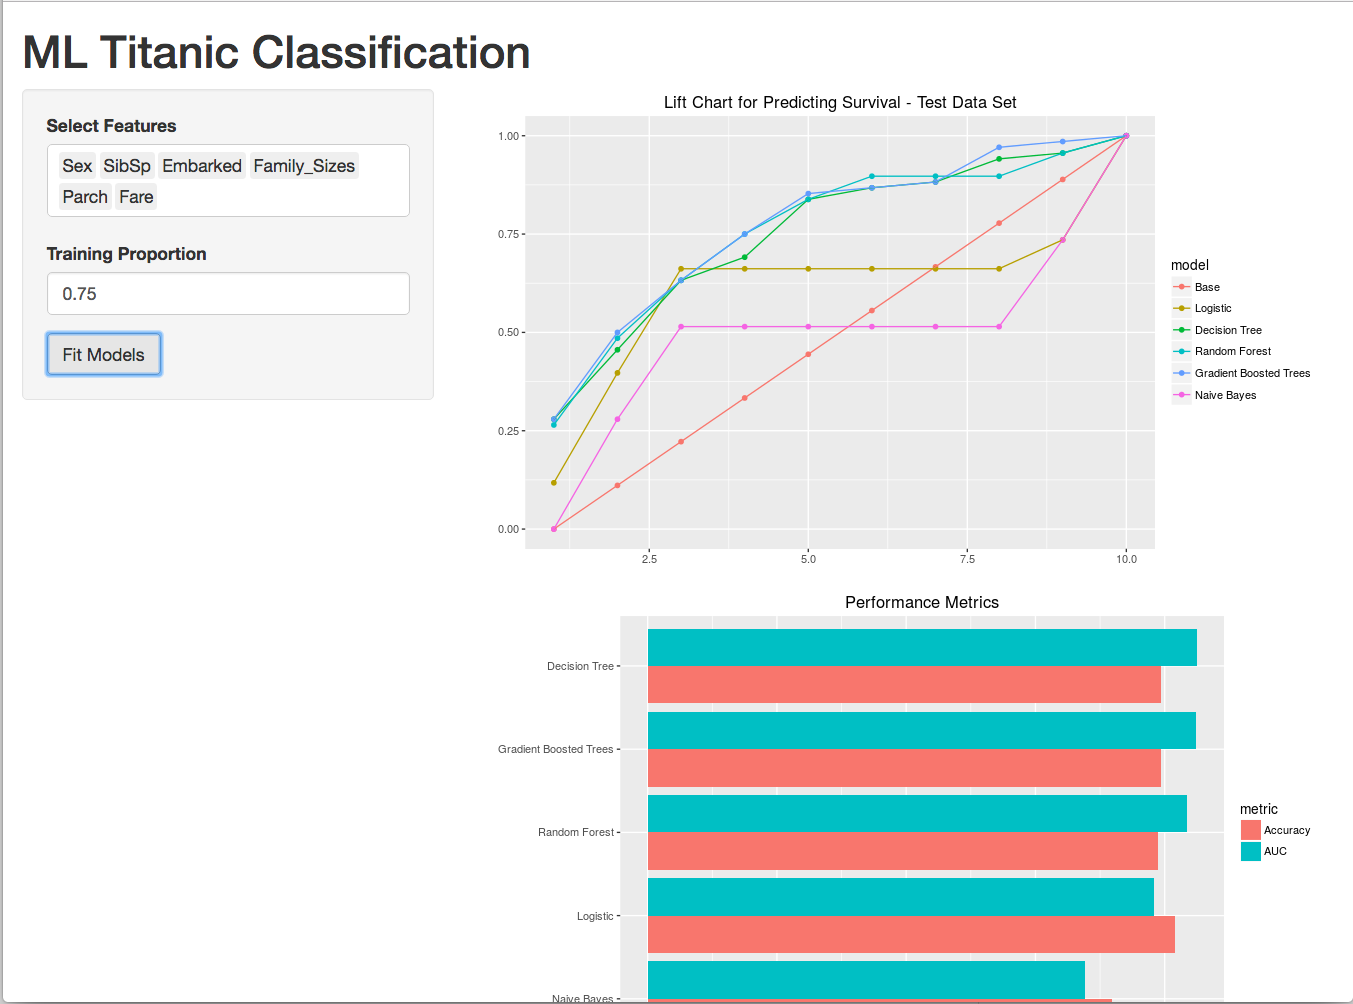 ML Titanic Classification
Select Features
Sex SibSp Embarked Family_Sizes
Parch Fare
Training Proportion
0.75
Fit Models
Lift Chart for Predicting Survival - Test Data Set
1.00
0.75
0.50
0.25
0.00
2.5 5.0 7.5 10.0
model
Base
Logistic
Decision Tree
Random Forest
Gradient Boosted Trees
Naive Bayes
Performance Metrics
Decision Tree
Gradient Boosted Trees
Random Forest
Logistic
Naive Bayes
metric
Accuracy
AUC